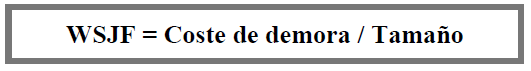 WSJF = Coste de demora / Tamaño